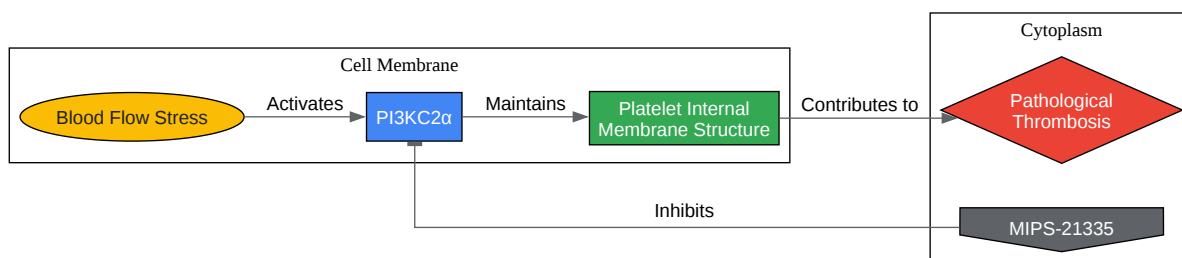 Cytoplasm
Cell Membrane
Blood Flow Stress
Activates
PI3KC2α
Maintains
Platelet Internal
Membrane Structure
Contributes to
Pathological
Thrombosis
Inhibits
MIPS-21335